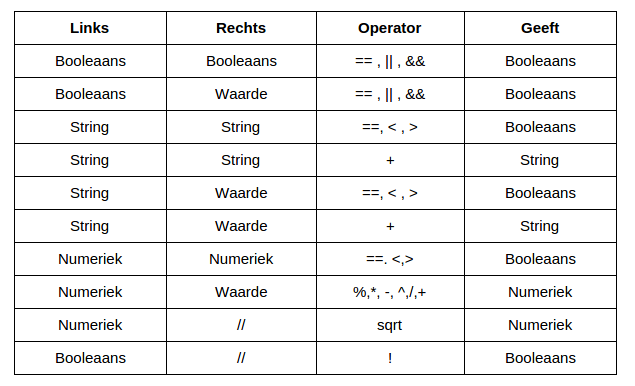 Links Rechts Operator Geeft
Booleaans Booleaans == , || , && Booleaans
Booleaans Waarde == , || , && Booleaans
String String ==, < , > Booleaans
String String + String
String Waarde ==, < , > Booleaans
String Waarde + String
Numeriek Numeriek ==. <,> Booleaans
Numeriek Waarde %,*, -, ^,/,+ Numeriek
Numeriek // sqrt Numeriek
Booleaans // ! Booleaans